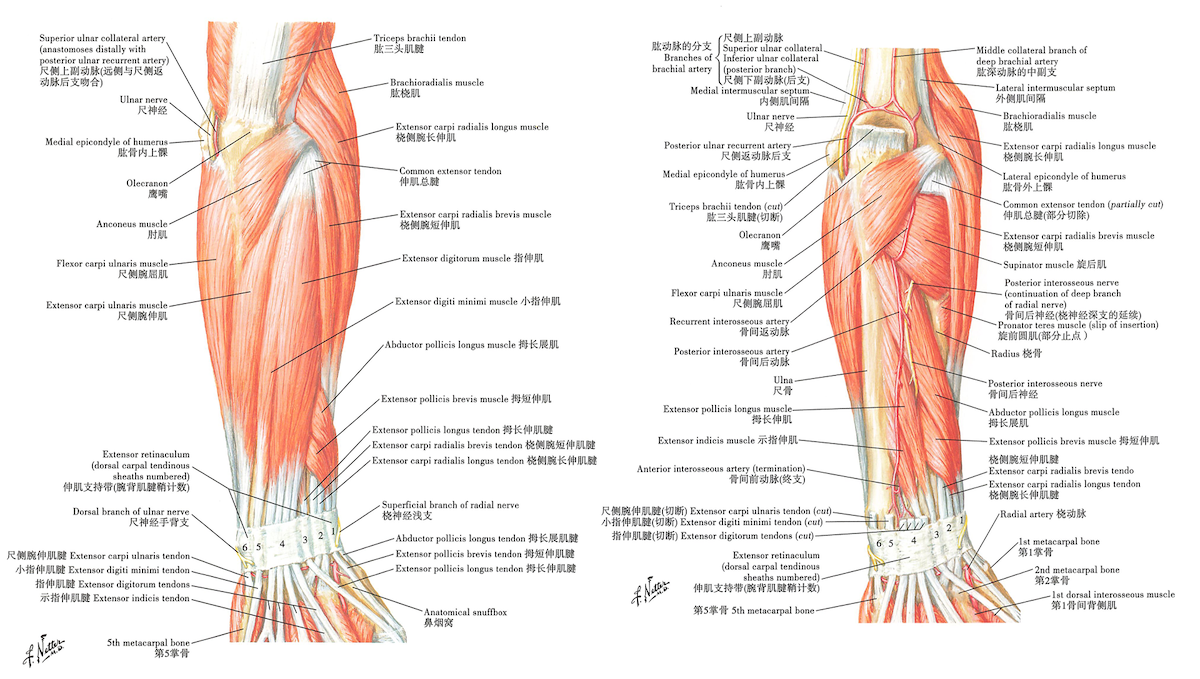 Superior ulnar collateral artery
(anastomoses distally with
posterior ulnar recurrent artery)
尺侧上副动脉(远侧与尺侧返
动脉后支吻合)
Ulnar nerve
尺神经
Medial epicondyle of humerus
肱骨内上髁
Olecranon
鹰嘴
Anconeus muscle
肘肌
Flexor carpi ulnaris muscle
尺侧腕屈肌
Extensor carpi ulnaris muscle
尺侧腕伸肌
Extensor retinaculum
(dorsal carpal tendinous
sheaths numbered)
伸肌支持带(腕背肌腱鞘计数)
Dorsal branch of ulnar nerve
尺神经手背支
尺侧腕伸肌腱 Extensor carpi ulnaris tendon
小指伸肌腱 Extensor digiti minimi tendon
指伸肌腱 Extensor digitorum tendons
示指伸肌腱 Extensor indicis tendon
5th metacarpal bone
第5掌骨
Triceps brachii tendon
肱三头肌腱
Brachioradialis muscle
肱桡肌
Extensor carpi radialis longus muscle
桡侧腕长伸肌
Common extensor tendon
伸肌总腱
Extensor carpi radialis brevis muscle
桡侧腕短伸肌
Extensor digitorum muscle 指伸肌
Extensor digiti minimi muscle 小指伸肌
Abductor pollicis longus muscle 拇长展肌
Extensor pollicis brevis muscle 拇短伸肌
Extensor pollicis longus tendon 拇长伸肌腱
Extensor carpi radialis brevis tendon 桡侧腕短伸肌腱
Extensor carpi radialis longus tendon 桡侧腕长伸肌腱
Superficial branch of radial nerve
桡神经浅支
Abductor pollicis longus tendon 拇长展肌腱
Extensor pollicis brevis tendon 拇短伸肌腱
Extensor pollicis longus tendon 拇长伸肌腱
Anatomical snuffbox
鼻烟窝
6 5 4 3 2 1
F. Netter M.D.
肱动脉的分支
Branches of
brachial artery
尺侧上副动脉
Superior ulnar collateral
Inferior ulnar collateral
(posterior branch)
尺侧下副动脉(后支)
Medial intermuscular septum
内侧肌间隔
Ulnar nerve
尺神经
Posterior ulnar recurrent artery
尺侧返动脉后支
Medial epicondyle of humerus
肱骨内上髁
Triceps brachii tendon (cut)
肱三头肌腱(切断)
Olecranon
鹰嘴
Anconeus muscle
肘肌
Flexor carpi ulnaris muscle
尺侧腕屈肌
Recurrent interosseous artery
骨间返动脉
Posterior interosseous artery
骨间后动脉
Ulna
尺骨
Extensor pollicis longus muscle
拇长伸肌
Extensor indicis muscle 示指伸肌
Anterior interosseous artery (termination)
骨间前动脉(终支)
尺侧腕伸肌腱(切断) Extensor carpi ulnaris tendon (cut)
小指伸肌腱(切断) Extensor digiti minimi tendon (cut)
指伸肌腱(切断) Extensor digitorum tendons (cut)
Extensor retinaculum
(dorsal carpal tendinous
sheaths numbered)
伸肌支持带(腕背肌腱鞘计数)
第5掌骨 5th metacarpal bone
Middle collateral branch of
deep brachial artery
肱深动脉的中副支
Lateral intermuscular septum
外侧肌间隔
Brachioradialis muscle
肱桡肌
Extensor carpi radialis longus muscle
桡侧腕长伸肌
Lateral epicondyle of humerus
肱骨外上髁
Common extensor tendon (partially cut)
伸肌总腱(部分切除)
Extensor carpi radialis brevis muscle
桡侧腕短伸肌
Supinator muscle 旋后肌
Posterior interosseous nerve
(continuation of deep branch
of radial nerve)
骨间后神经(桡神经深支的延续)
Pronator teres muscle (slip of insertion)
旋前圆肌(部分止点)
Radius 桡骨
Posterior interosseous nerve
骨间后神经
Abductor pollicis longus muscle
拇长展肌
Extensor pollicis brevis muscle 拇短伸肌
桡侧腕短伸肌腱
Extensor carpi radialis brevis tendo
Extensor carpi radialis longus tendon
桡侧腕长伸肌腱
Radial artery 桡动脉
1st metacarpal bone
第1掌骨
2nd metacarpal bone
第2掌骨
1st dorsal interosseous muscle
第1骨间背侧肌
6 5 4 3 2 1
F. Netter M.D.